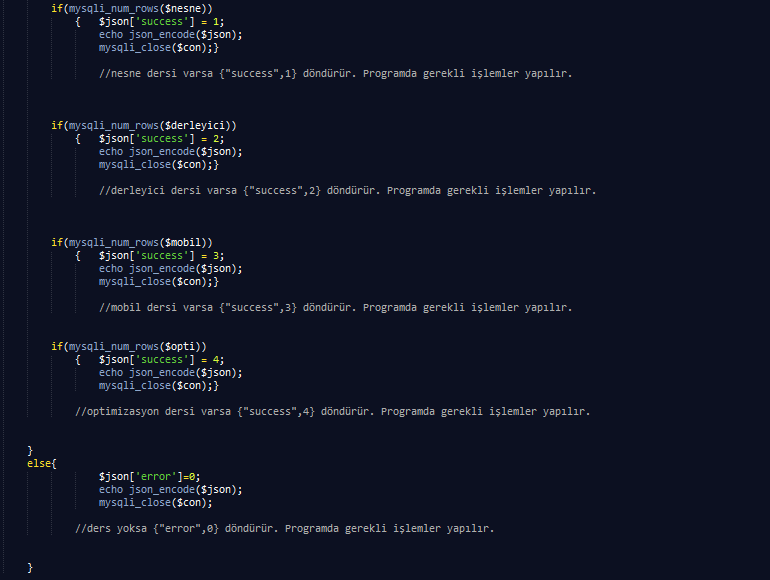 if(mysqli_num_rows($nesne))
{   $json['success'] = 1;
echo json_encode($json);
mysqli_close($con);}
//nesne dersi varsa {"success",1} döndürür. Programda gerekli işlemler yapılır.
if(mysqli_num_rows($derleyici))
{   $json['success'] = 2;
echo json_encode($json);
mysqli_close($con);}
//derleyici dersi varsa {"success",2} döndürür. Programda gerekli işlemler yapılır.
if(mysqli_num_rows($mobil))
{   $json['success'] = 3;
echo json_encode($json);
mysqli_close($con);}
//mobil dersi varsa {"success",3} döndürür. Programda gerekli işlemler yapılır.
if(mysqli_num_rows($opti))
{   $json['success'] = 4;
echo json_encode($json);
mysqli_close($con);}
//optimizasyon dersi varsa {"success",4} döndürür. Programda gerekli işlemler yapılır.
}
else{
$json['error']=0;
echo json_encode($json);
mysqli_close($con);
//ders yoksa {"error",0} döndürür. Programda gerekli işlemler yapılır.
}